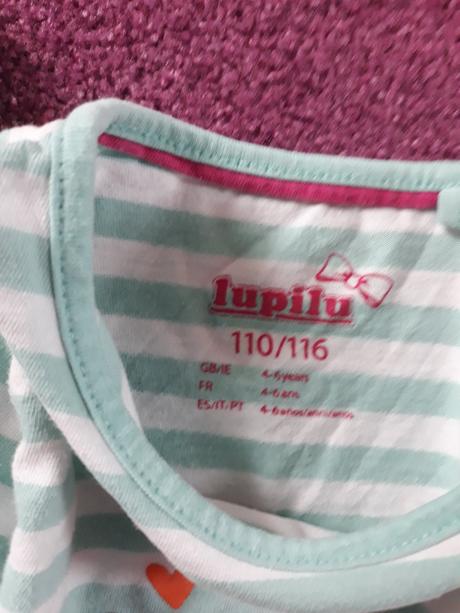 lupilu
110/116
GB/IE 4-6 years
FR 4-6 ans
ES/IT/PT 4-6 años/anni/anos